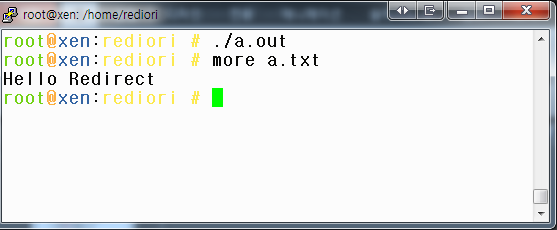 root@xen: /home/rediori
root@xen:rediori # ./a.out
root@xen:rediori # more a.txt
Hello Redirect
root@xen:rediori #